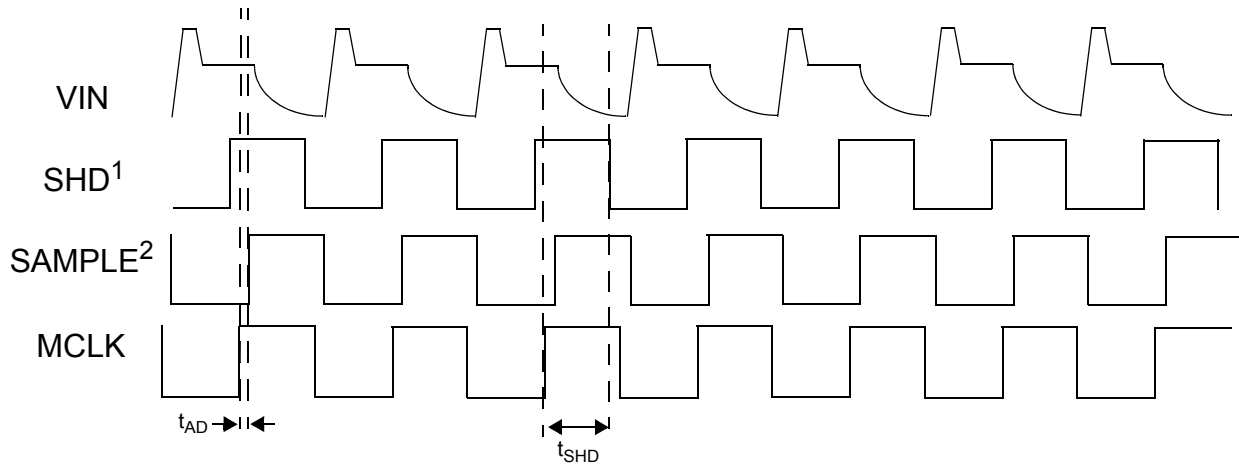 VIN
SHD¹
SAMPLE²
MCLK
tAD
tSHD